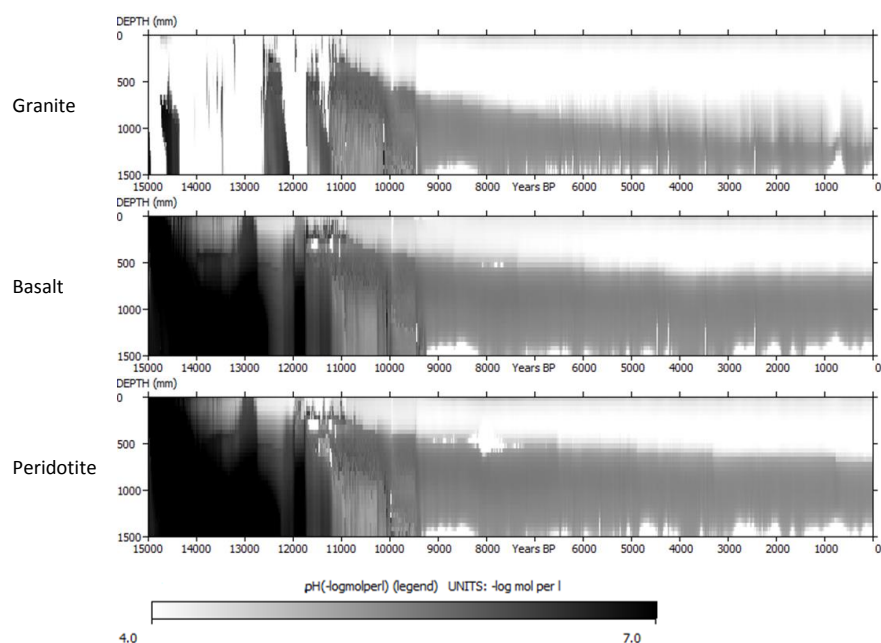 DEPTH (mm)
0
500
1000
1500
Granite
15000 14000 13000 12000 11000 10000 9000 8000 Years BP 7000 6000 5000 4000 3000 2000 1000 0
DEPTH (mm)
0
500
1000
1500
Basalt
15000 14000 13000 12000 11000 10000 9000 8000 Years BP 7000 6000 5000 4000 3000 2000 1000 0
DEPTH (mm)
0
500
1000
1500
Peridotite
15000 14000 13000 12000 11000 10000 9000 8000 Years BP 7000 6000 5000 4000 3000 2000 1000 0
pH(-logmolperl) (legend) UNITS: -log mol per l
4.0 7.0